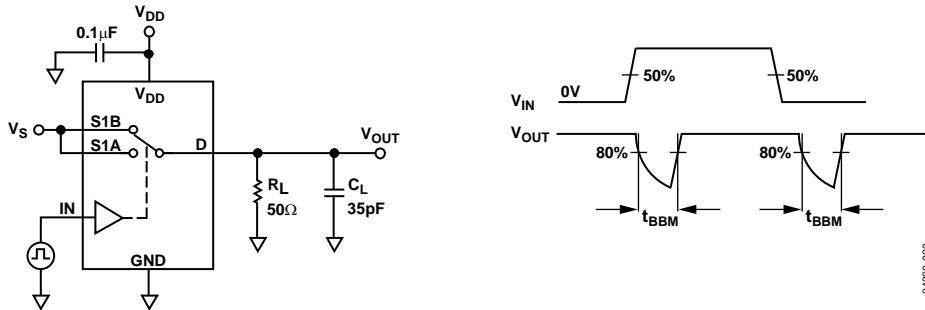 V_DD
0.1μF
V_DD
V_S
S1B
S1A
D
V_OUT
IN
R_L
50Ω
C_L
35pF
GND
V_IN
0V
50%
50%
V_OUT
80%
80%
t_BBM
t_BBM